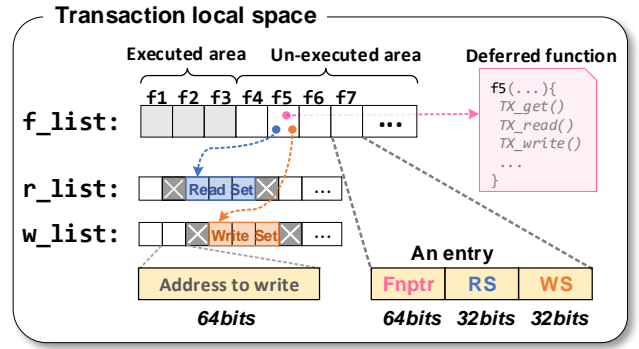 Transaction local space
Executed area
Un-executed area
Deferred function
f1 f2 f3 f4 f5 f6 f7
f_list:
...
f5(...){
TX_get()
TX_read()
TX_write()
...
}
r_list:
Read Set
...
w_list:
Write Set
...
An entry
Address to write
Fnptr
RS
WS
64bits
64bits
32bits
32bits